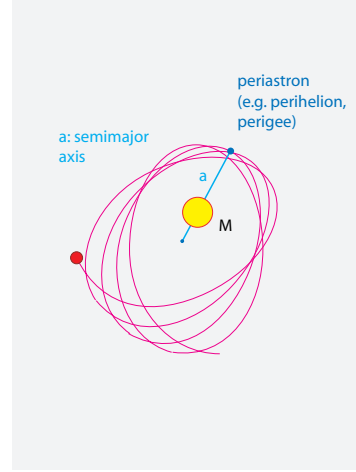 periastron
(e.g. perihelion,
perigee)
a: semimajor
axis
a
M